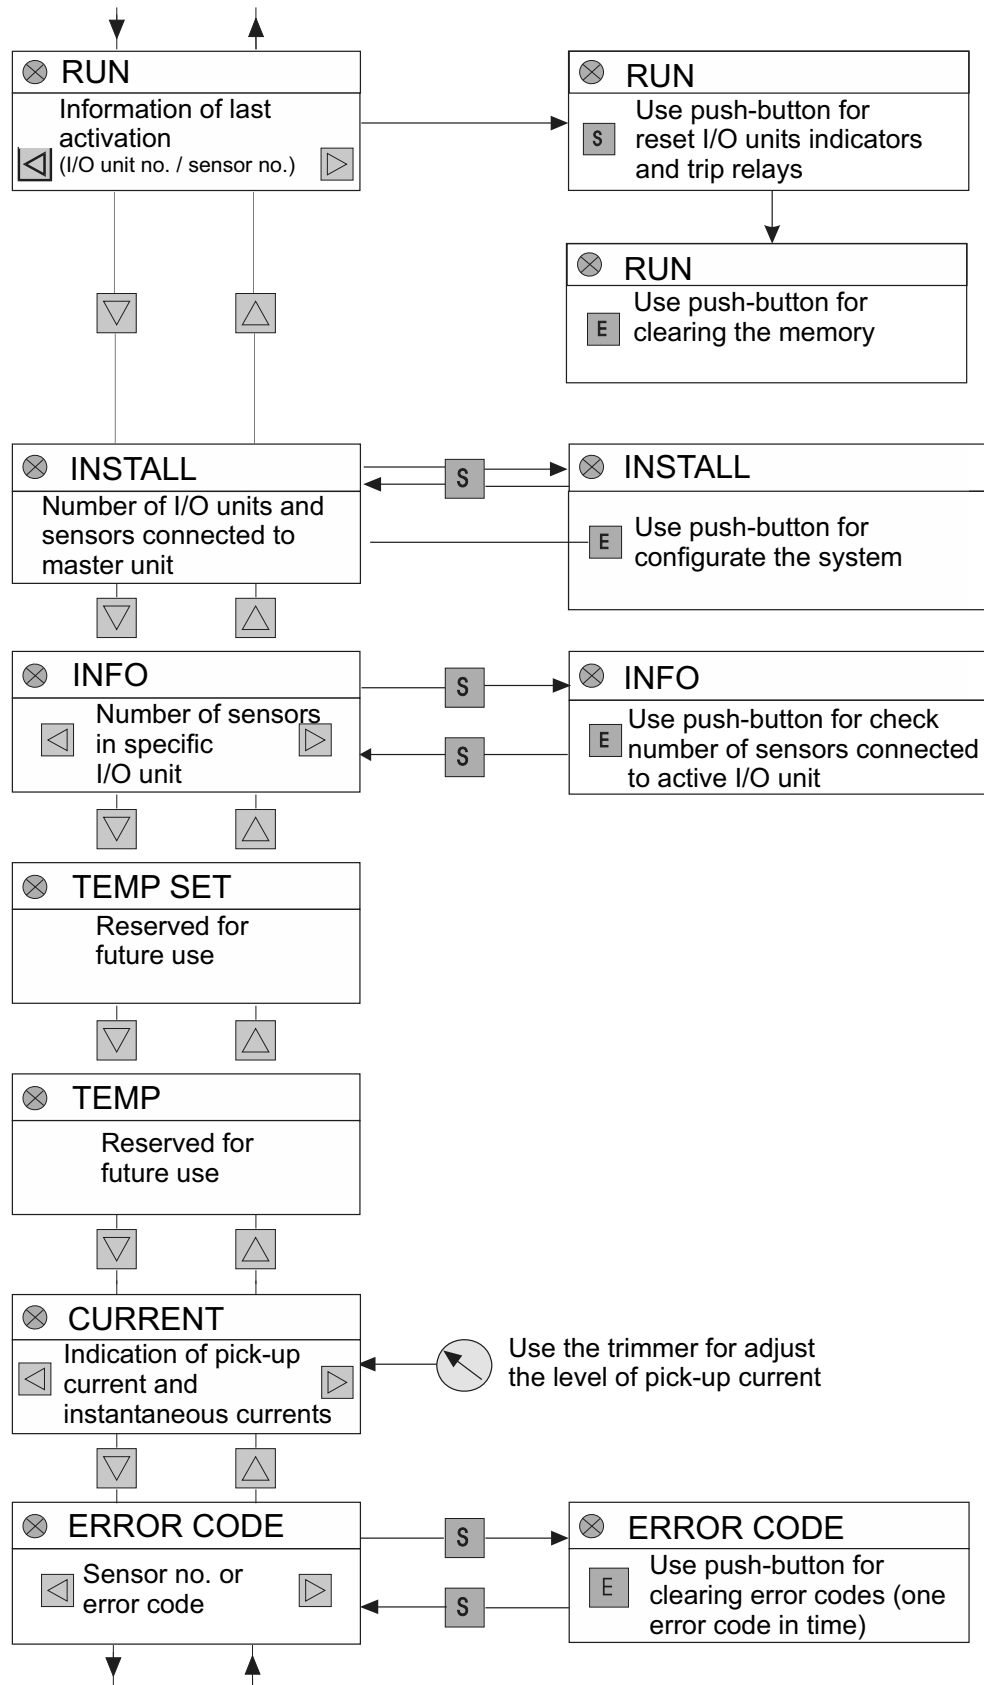 RUN
Information of last
activation
(I/O unit no. / sensor no.)
RUN
Use push-button for
S
reset I/O units indicators
and trip relays
RUN
Use push-button for
E
clearing the memory
INSTALL
Number of I/O units and
sensors connected to
master unit
S
INSTALL
E
Use push-button for
configurate the system
INFO
Number of sensors
in specific
I/O unit
S
S
INFO
E
Use push-button for check
number of sensors connected
to active I/O unit
TEMP SET
Reserved for
future use
TEMP
Reserved for
future use
CURRENT
Indication of pick-up
current and
instantaneous currents
Use the trimmer for adjust
the level of pick-up current
ERROR CODE
Sensor no. or
error code
S
S
ERROR CODE
E
Use push-button for
clearing error codes (one
error code in time)